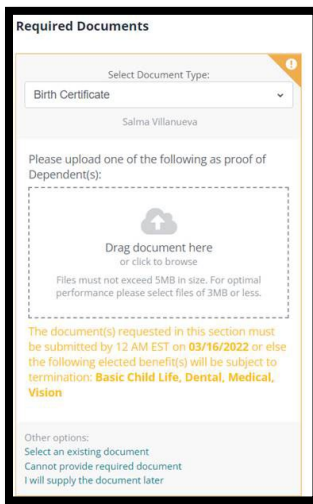 Required Documents
Select Document Type:
Birth Certificate
Salma Villanueva
Please upload one of the following as proof of
Dependent(s):
Drag document here
or click to browse
Files must not exceed 5MB in size. For optimal
performance please select files of 3MB or less.
The document(s) requested in this section must
be submitted by 12 AM EST on 03/16/2022 or else
the following elected benefit(s) will be subject to
termination: Basic Child Life, Dental, Medical,
Vision
Other options:
Select an existing document
Cannot provide required document
I will supply the document later